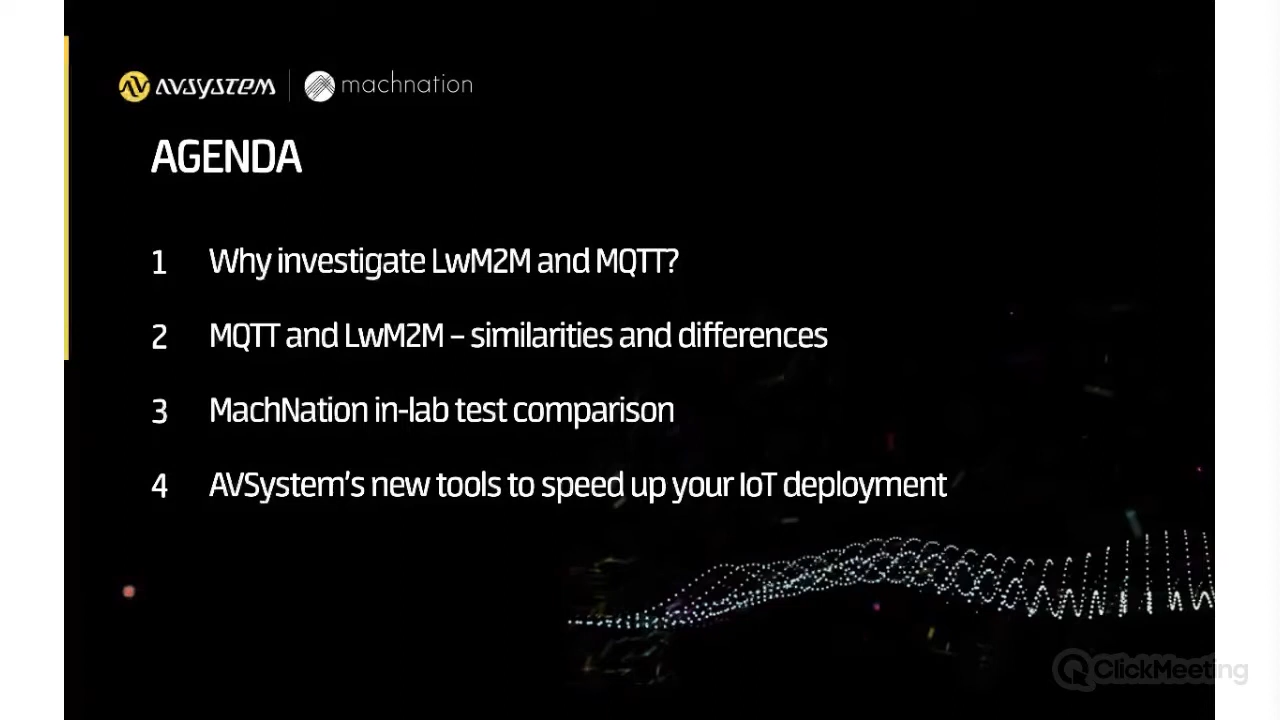 AVSYSTEM | machnation
AGENDA
1 Why investigate LwM2M and MQTT?
2 MQTT and LwM2M – similarities and differences
3 MachNation in-lab test comparison
4 AVSystem's new tools to speed up your IoT deployment
ClickMeeting